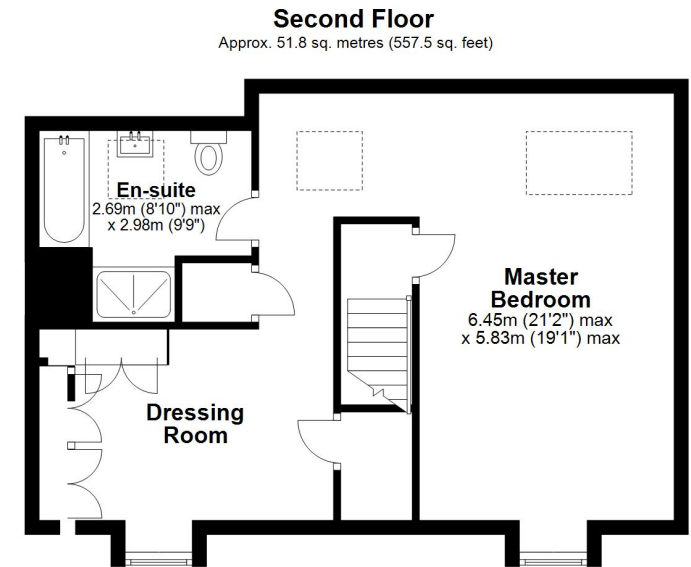 Second Floor
Approx. 51.8 sq. metres (557.5 sq. feet)
En-suite
2.69m (8'10") max
x 2.98m (9'9")
Master
Bedroom
6.45m (21'2") max
x 5.83m (19'1") max
Dressing
Room